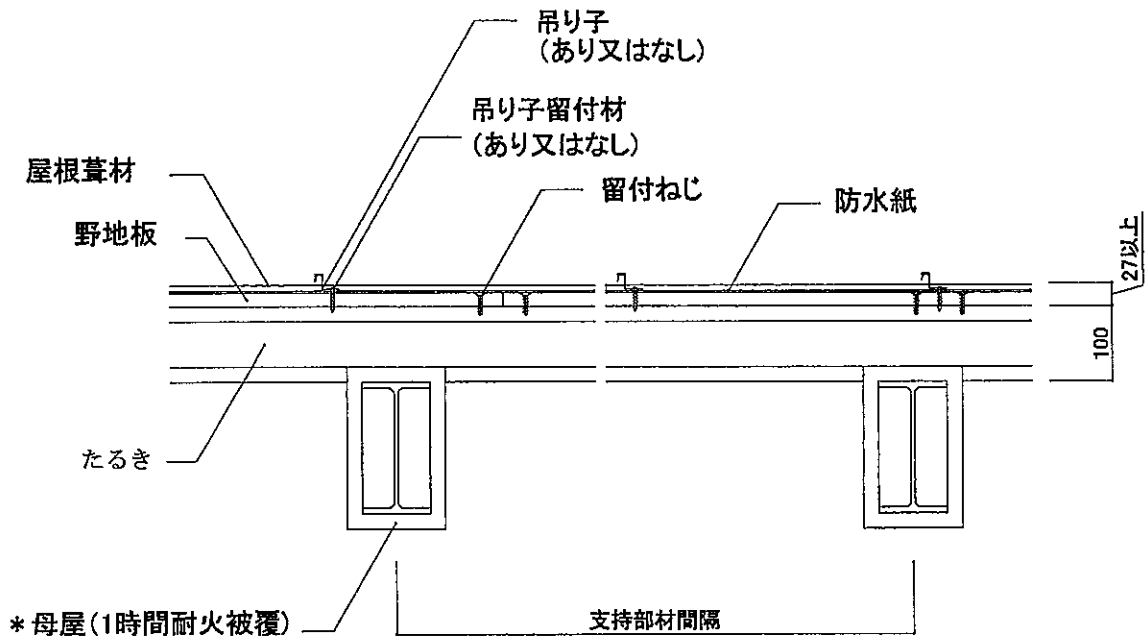 吊り子
(あり又はなし)
吊り子留付材
(あり又はなし)
屋根葺材
留付ねじ
防水紙
野地板
27以上
100
たるき
*母屋(1時間耐火被覆)
支持部材間隔